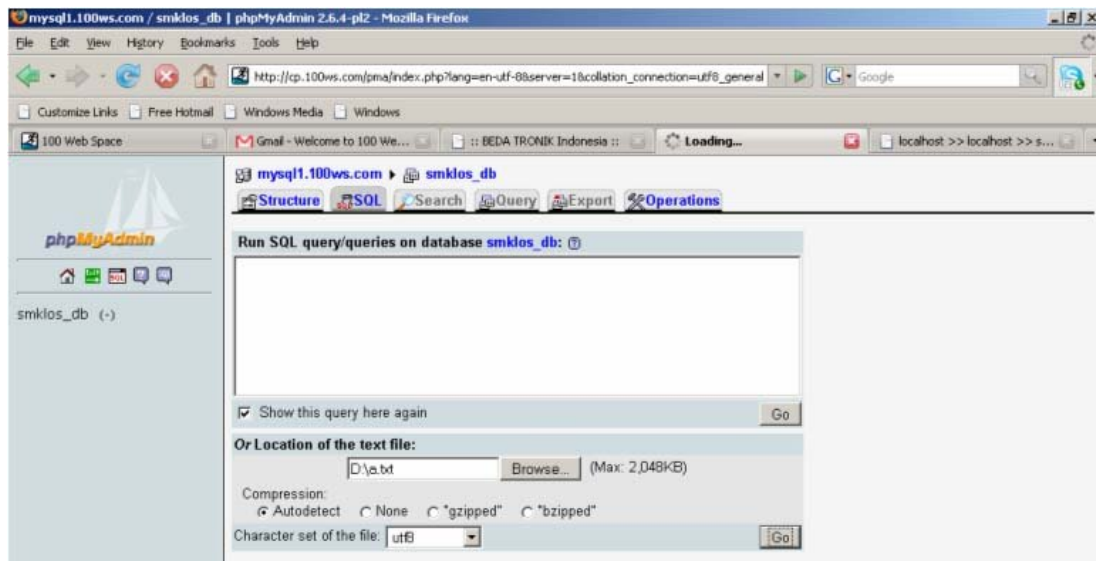 mysql1.100ws.com / smklos_db | phpMyAdmin 2.6.4-pl2 - Mozilla Firefox
File Edit View History Bookmarks Tools Help
http://cp.100ws.com/pma/index.php?lang=en-utf-8&server=1&collation_connection=utf8_general
Google
Customize Links Free Hotmail Windows Media Windows
100 Web Space Gmail - Welcome to 100 We... :: BEDA TRONIK Indonesia :: Loading... localhost >> localhost >> s...
phpMyAdmin
SQL
smklos_db (-)
mysql1.100ws.com smklos_db
Structure SQL Search Query Export Operations
Run SQL query/queries on database smklos_db:
Show this query here again Go
Or Location of the text file:
D:\a.txt Browse... (Max: 2,048KB)
Compression:
Autodetect None "gzipped" "bzipped"
Character set of the file: utf8 Go